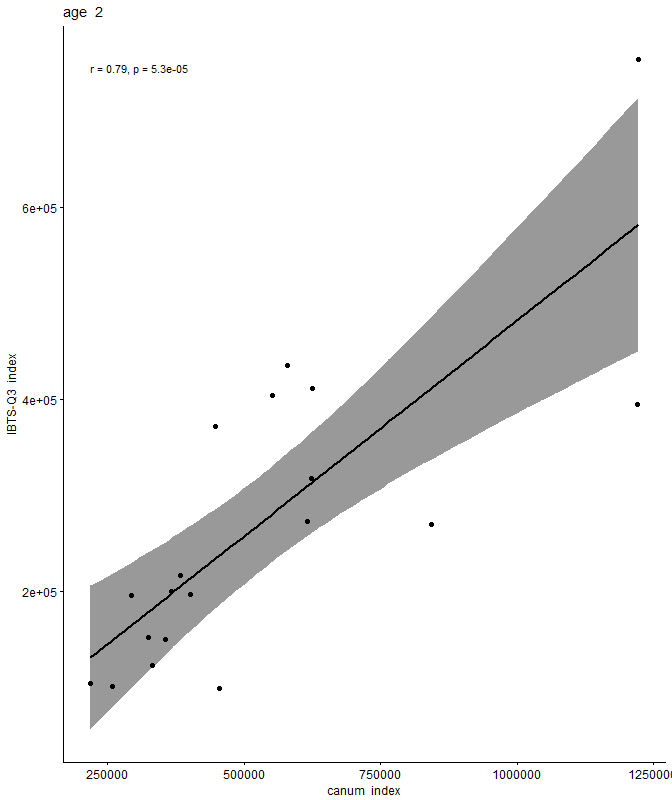 age 2
r = 0.79, p = 5.3e-05
6e+05
4e+05
2e+05
IBTS-Q3 index
250000 500000 750000 1000000 125000
canum index